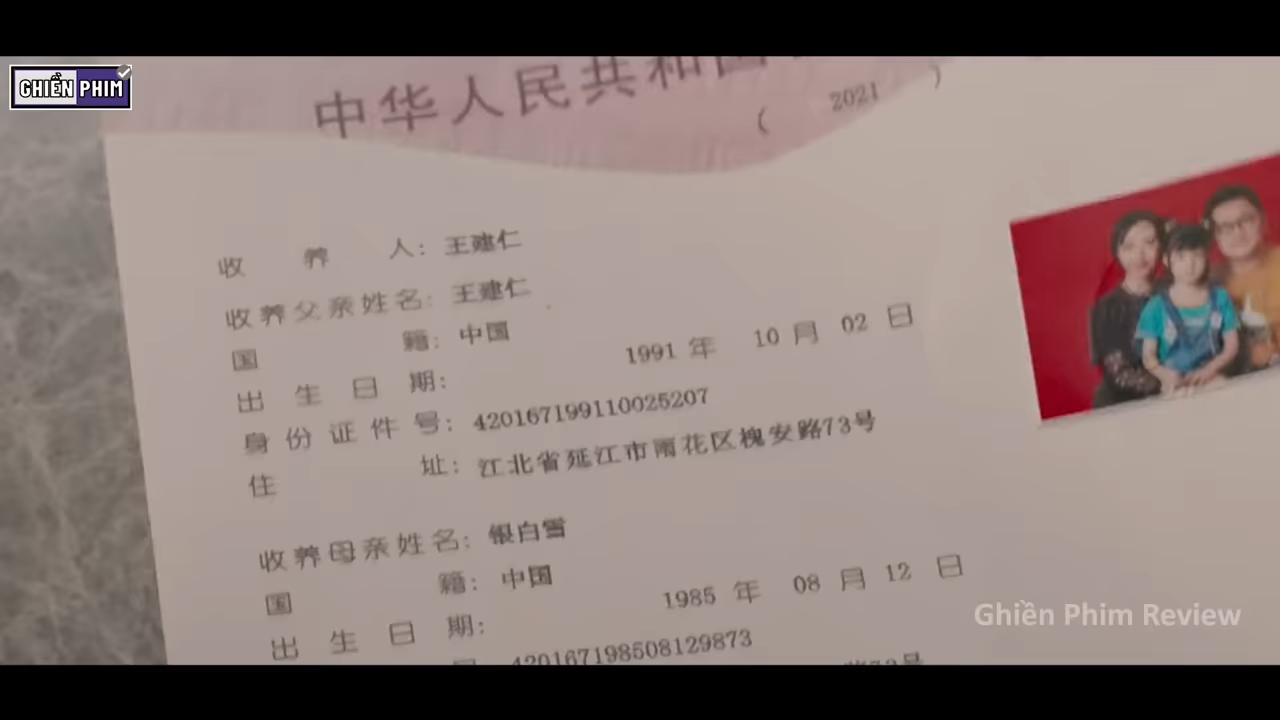 GHIỀN PHIM
中华人民共和国
( 2021 )
收养人：王建仁
收养父亲姓名：王建仁
国籍：中国
出生日期：1991 年 10 月 02 日
身份证件号：420167199110025207
住址：江北省延江市雨花区槐安路73号
收养母亲姓名：银白雪
国籍：中国
出生日期：1985 年 08 月 12 日
420167198508129873
Ghiền Phim Review